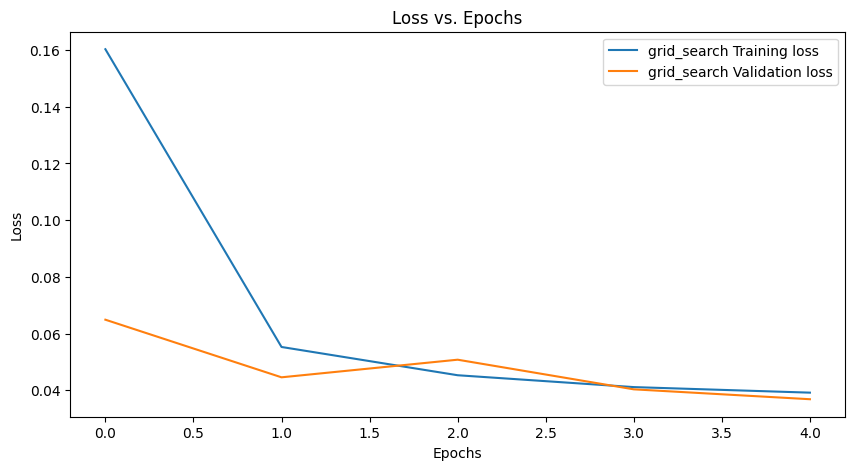 Loss vs. Epochs
grid_search Training loss
grid_search Validation loss
0.16
0.14
0.12
0.10
0.08
0.06
0.04
Loss
0.0 0.5 1.0 1.5 2.0 2.5 3.0 3.5 4.0
Epochs